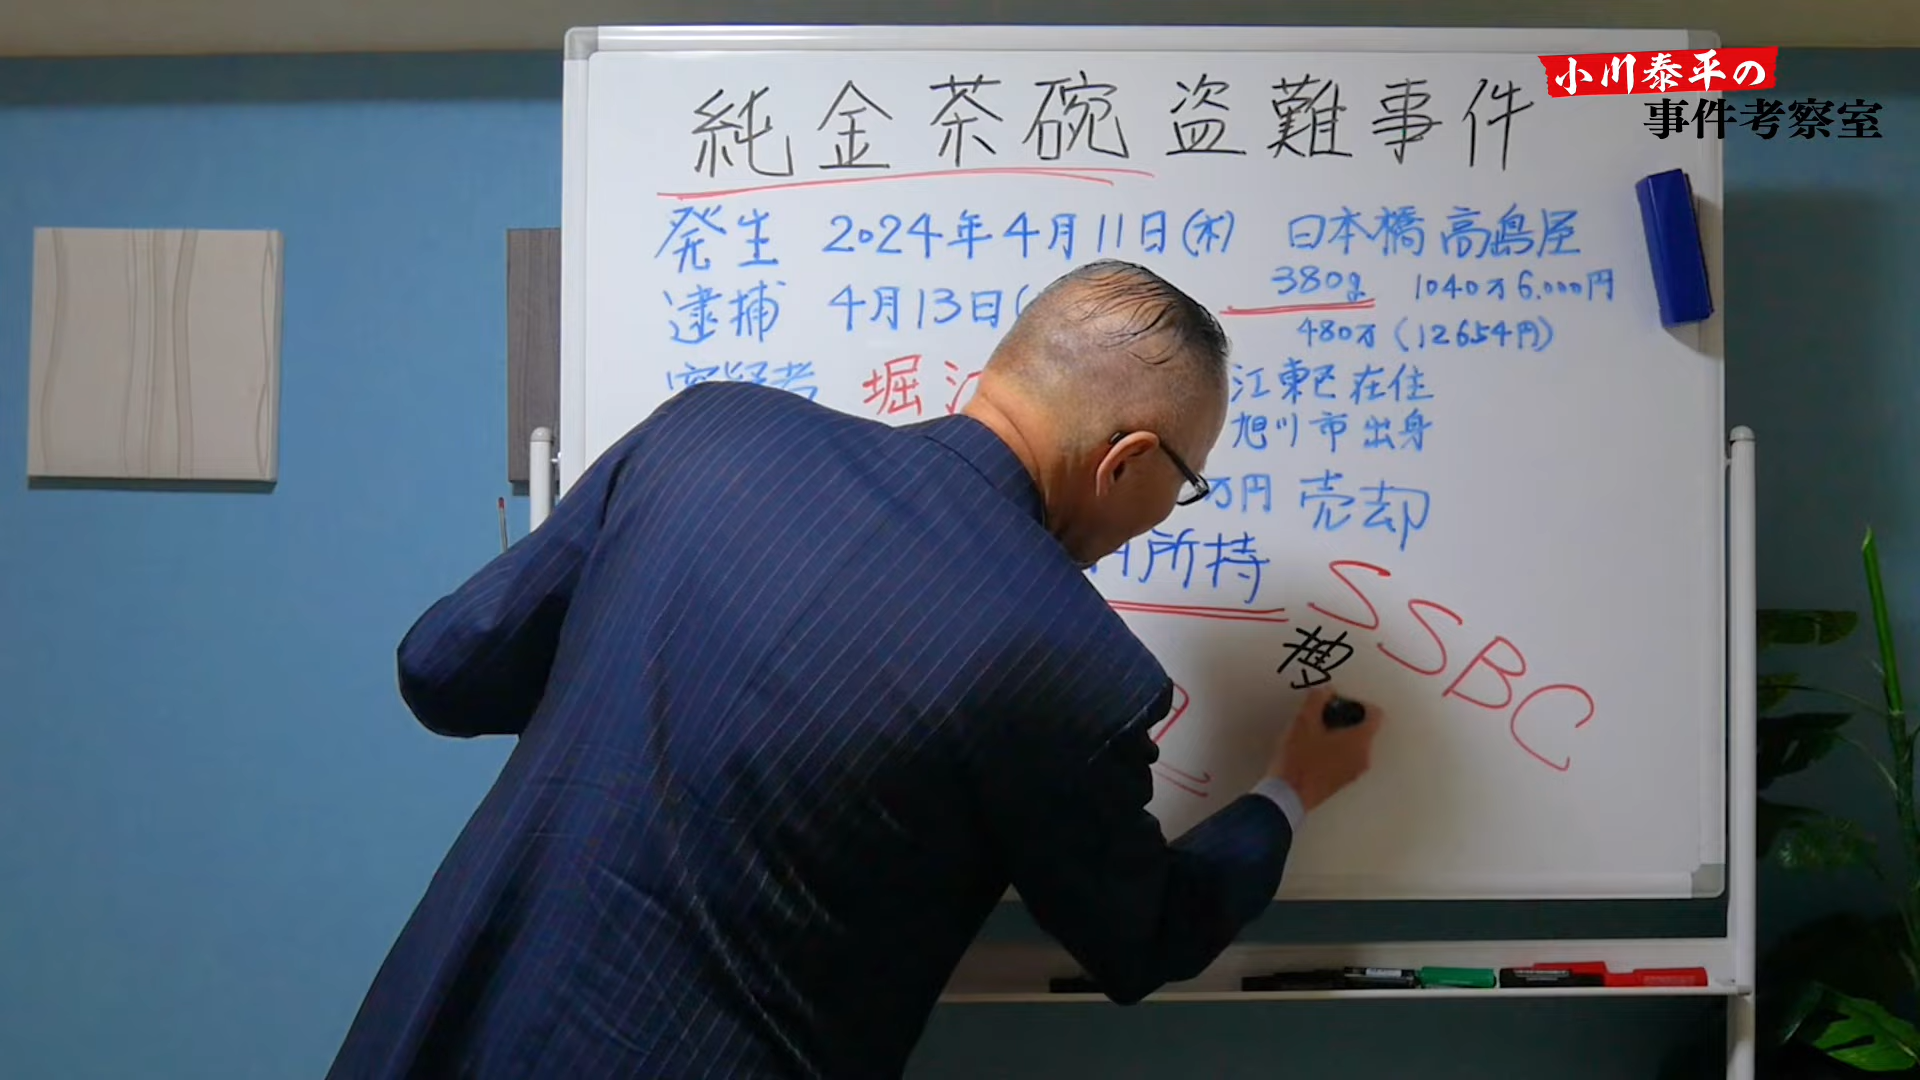 小川泰平の
事件考察室
純金茶碗盗難事件
発生 2024年4月11日(木)日本橋高島屋
380g 1040万6,000円
逮捕 4月13日(
480万(12654円)
堀江
江東区在住
旭川市出身
万円 売却
円所持
SSBC